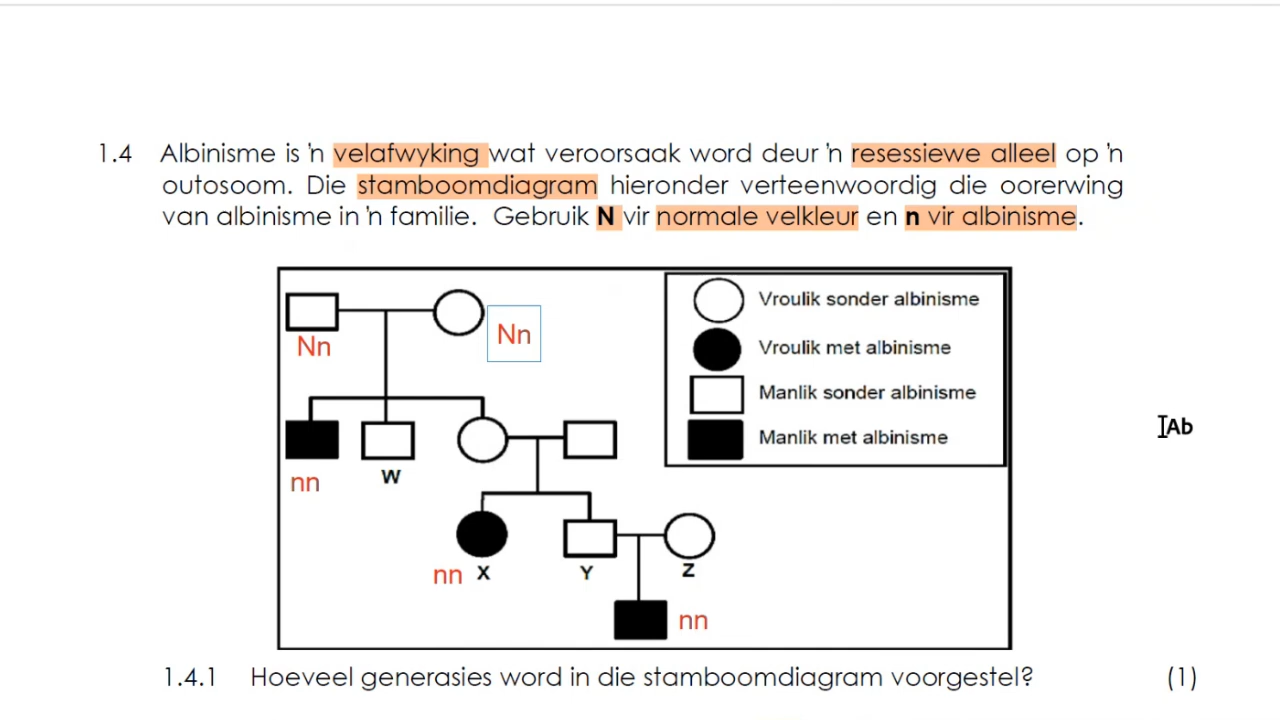 1.4 Albinisme is 'n velafwyking wat veroorsaak word deur 'n resessiewe alleel op 'n
outosoom. Die stamboomdiagram hieronder verteenwoordig die oorerwing
van albinisme in 'n familie. Gebruik N vir normale velkleur en n vir albinisme.
Vroulik sonder albinisme
Vroulik met albinisme
Manlik sonder albinisme
Manlik met albinisme
Nn
Nn
nn
W
nn X
Y
Z
nn
Ab
1.4.1 Hoeveel generasies word in die stamboomdiagram voorgestel? (1)